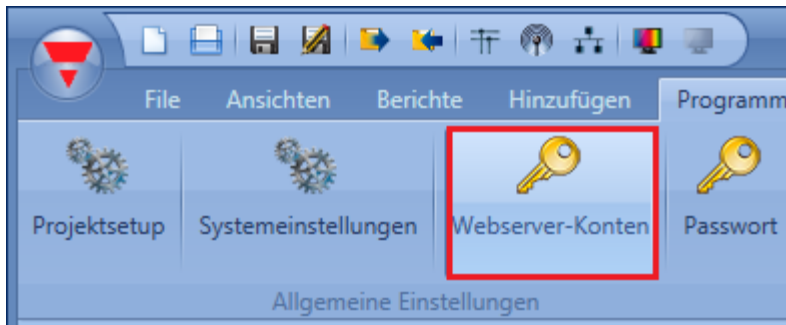 File Ansichten Berichte Hinzufügen Programm
Projektsetup Systemeinstellungen Webserver-Konten Passwort
Allgemeine Einstellungen